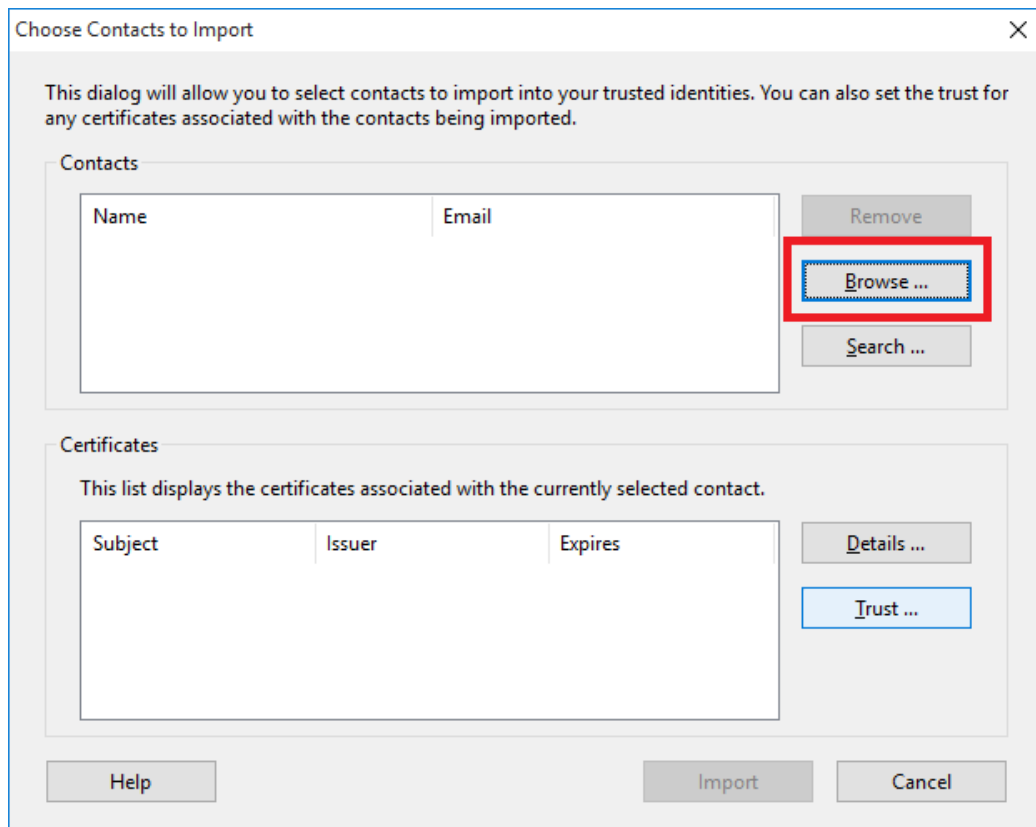 Choose Contacts to Import
This dialog will allow you to select contacts to import into your trusted identities. You can also set the trust for
any certificates associated with the contacts being imported.
Contacts
Name Email
Remove
Browse ...
Search ...
Certificates
This list displays the certificates associated with the currently selected contact.
Subject Issuer Expires
Details ...
Trust ...
Help Import Cancel